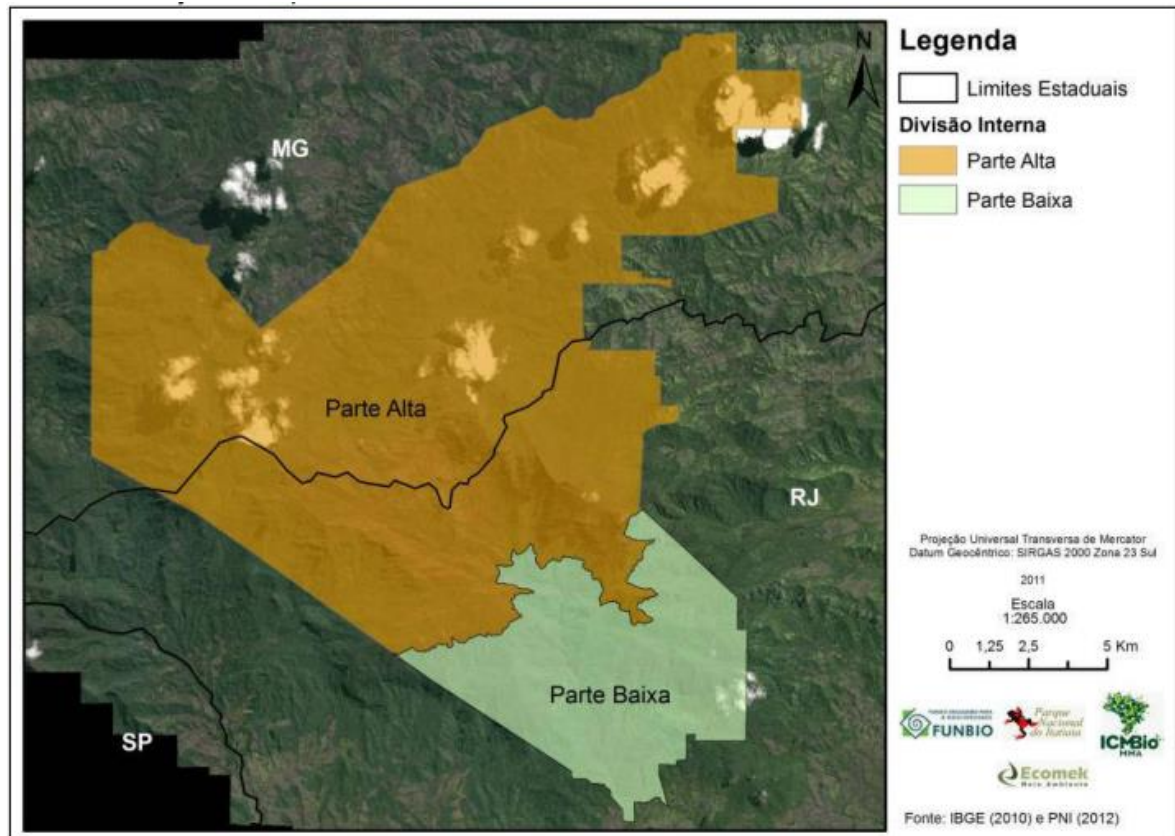 MG
Parte Alta
RJ
Parte Baixa
SP
N
Legenda
Limites Estaduais
Divisão Interna
Parte Alta
Parte Baixa
Projeção Universal Transversa de Mercator
Datum Geocêntrico: SIRGAS 2000 Zona 23 Sul
2011
Escala
1:265.000
0 1,25 2,5 5 Km
FUNBIO
Parque
Nacional
do Itatiaia
ICMBio
MMA
Ecomek
Meio Ambiente
Fonte: IBGE (2010) e PNI (2012)